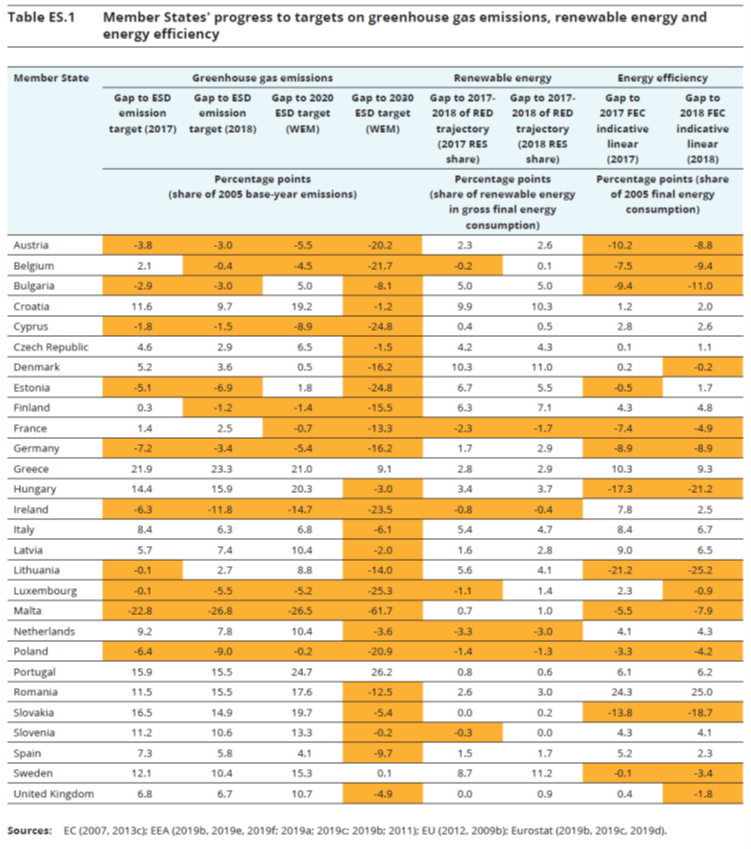 Table ES.1 Member States' progress to targets on greenhouse gas emissions, renewable energy and
energy efficiency
Member State Greenhouse gas emissions Renewable energy Energy efficiency
Gap to ESD Gap to ESD Gap to 2020 Gap to 2030 Gap to 2017- Gap to 2017- Gap to Gap to
emission emission ESD target ESD target 2018 of RED 2018 of RED 2017 FEC 2018 FEC
target (2017) target (2018) (WEM) (WEM) trajectory trajectory indicative indicative
(2017 RES (2018 RES linear linear
share) share) (2017) (2018)
Percentage points Percentage points Percentage points (share
(share of 2005 base-year emissions) (share of renewable energy of 2005 final energy
in gross final energy consumption)
consumption)
Austria -3.8 -3.0 -5.5 -20.2 2.3 2.6 -10.2 -8.8
Belgium 2.1 -0.4 -4.5 -21.7 -0.2 0.1 -7.5 -9.4
Bulgaria -2.9 -3.0 5.0 -8.1 5.0 5.0 -9.4 -11.0
Croatia 11.6 9.7 19.2 -1.2 9.9 10.3 1.2 2.0
Cyprus -1.8 -1.5 -8.9 -24.8 0.4 0.5 2.8 2.6
Czech Republic 4.6 2.9 6.5 -1.5 4.2 4.3 0.1 1.1
Denmark 5.2 3.6 0.5 -16.2 10.3 11.0 0.2 -0.2
Estonia -5.1 -6.9 1.8 -24.8 6.7 5.5 -0.5 1.7
Finland 0.3 -1.2 -1.4 -15.5 6.3 7.1 4.3 4.8
France 1.4 2.5 -0.7 -13.3 -2.3 -1.7 -7.4 -4.9
Germany -7.2 -3.4 -5.4 -16.2 1.7 2.9 -8.9 -8.9
Greece 21.9 23.3 21.0 9.1 2.8 2.9 10.3 9.3
Hungary 14.4 15.9 20.3 -3.0 3.4 3.7 -17.3 -21.2
Ireland -6.3 -11.8 -14.7 -23.5 -0.8 -0.4 7.8 2.5
Italy 8.4 6.3 6.8 -6.1 5.4 4.7 8.4 6.7
Latvia 5.7 7.4 10.4 -2.0 1.6 2.8 9.0 6.5
Lithuania -0.1 2.7 8.8 -14.0 5.6 4.1 -21.2 -25.2
Luxembourg -0.1 -5.5 -5.2 -25.3 -1.1 1.4 2.3 -0.9
Malta -22.8 -26.8 -26.5 -61.7 0.7 1.0 -5.5 -7.9
Netherlands 9.2 7.8 10.4 -3.6 -3.3 -3.0 4.1 4.3
Poland -6.4 -9.0 -0.2 -20.9 -1.4 -1.3 -3.3 -4.2
Portugal 15.9 15.5 24.7 26.2 0.8 0.6 6.1 6.2
Romania 11.5 15.5 17.6 -12.5 2.6 3.0 24.3 25.0
Slovakia 16.5 14.9 19.7 -5.4 0.0 0.2 -13.8 -18.7
Slovenia 11.2 10.6 13.3 -0.2 -0.3 0.0 4.3 4.1
Spain 7.3 5.8 4.1 -9.7 1.5 1.7 5.2 2.3
Sweden 12.1 10.4 15.3 0.1 8.7 11.2 -0.1 -3.4
United Kingdom 6.8 6.7 10.7 -4.9 0.0 0.9 0.4 -1.8
Sources: EC (2007, 2013c); EEA (2019b, 2019e, 2019f; 2019a; 2019c; 2019b; 2011); EU (2012, 2009b); Eurostat (2019b, 2019c, 2019d).